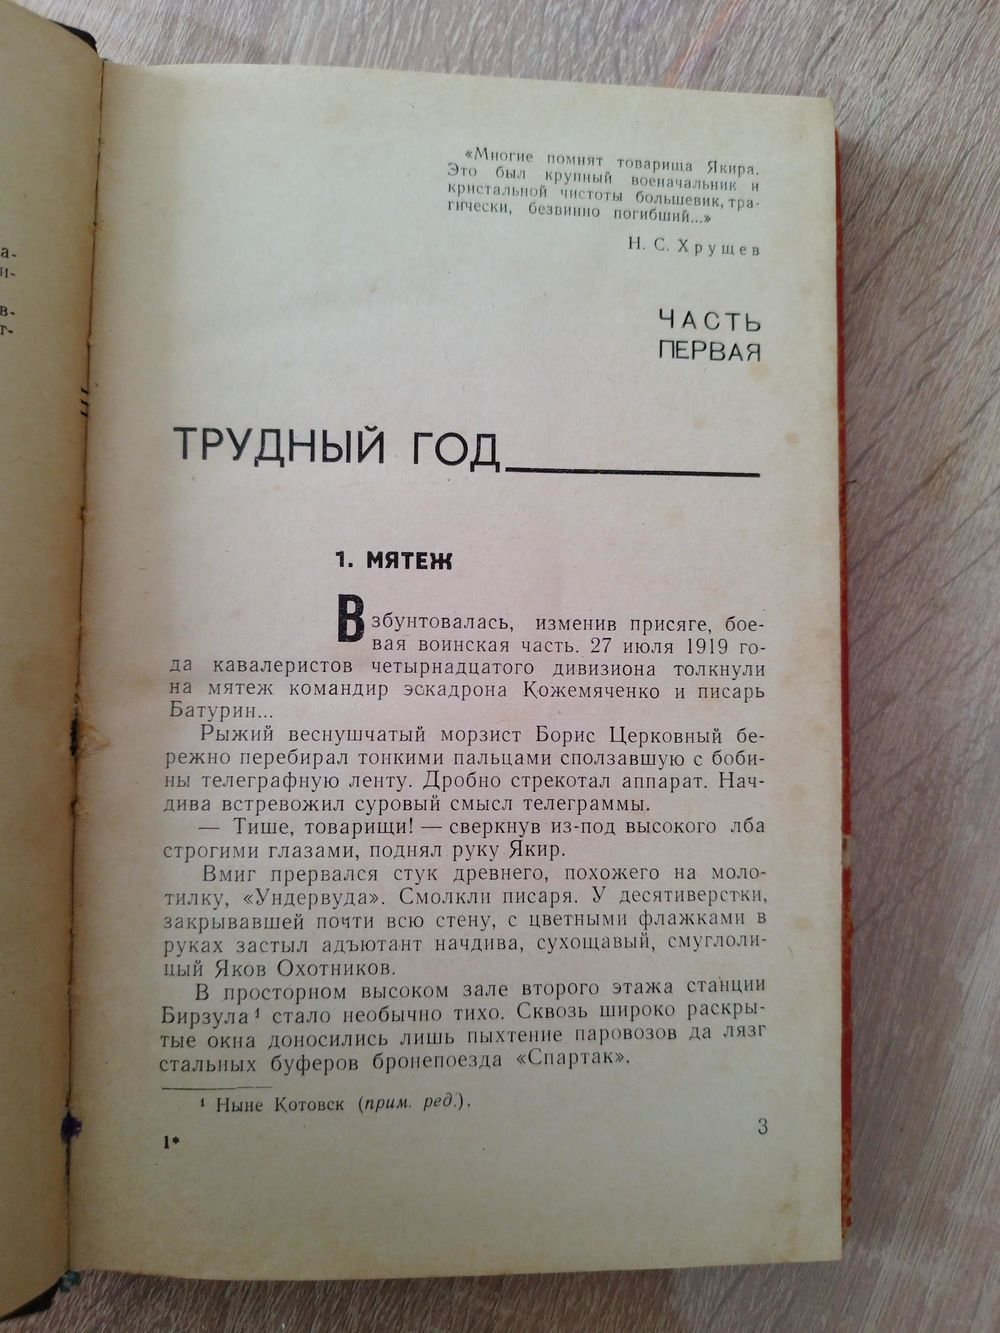 а-
и-
в-
т-
«Многие помнят товарища Якира.
Это был крупный военачальник и
кристальной чистоты большевик, тра-
гически, безвинно погибший...»
Н. С. Хрущев
ЧАСТЬ
ПЕРВАЯ
ТРУДНЫЙ ГОД
1. МЯТЕЖ
Взбунтовалась, изменив присяге, бое-
вая воинская часть. 27 июля 1919 го-
да кавалеристов четырнадцатого дивизиона толкнули
на мятеж командир эскадрона Кожемяченко и писарь
Батурин...
Рыжий веснушчатый морзист Борис Церковный бе-
режно перебирал тонкими пальцами сползавшую с боби-
ны телеграфную ленту. Дробно стрекотал аппарат. Нач-
дива встревожил суровый смысл телеграммы.
— Тише, товарищи! — сверкнув из-под высокого лба
строгими глазами, поднял руку Якир.
Вмиг прервался стук древнего, похожего на моло-
тилку, «Ундервуда». Смолкли писаря. У десятиверстки,
закрывавшей почти всю стену, с цветными флажками в
руках застыл адъютант начдива, сухощавый, смуглоли-
цый Яков Охотников.
В просторном высоком зале второго этажа станции
Бирзула¹ стало необычно тихо. Сквозь широко раскры-
тые окна доносились лишь пыхтение паровозов да лязг
стальных буферов бронепоезда «Спартак».
¹ Ныне Котовск (прим. ред.).
1*
3